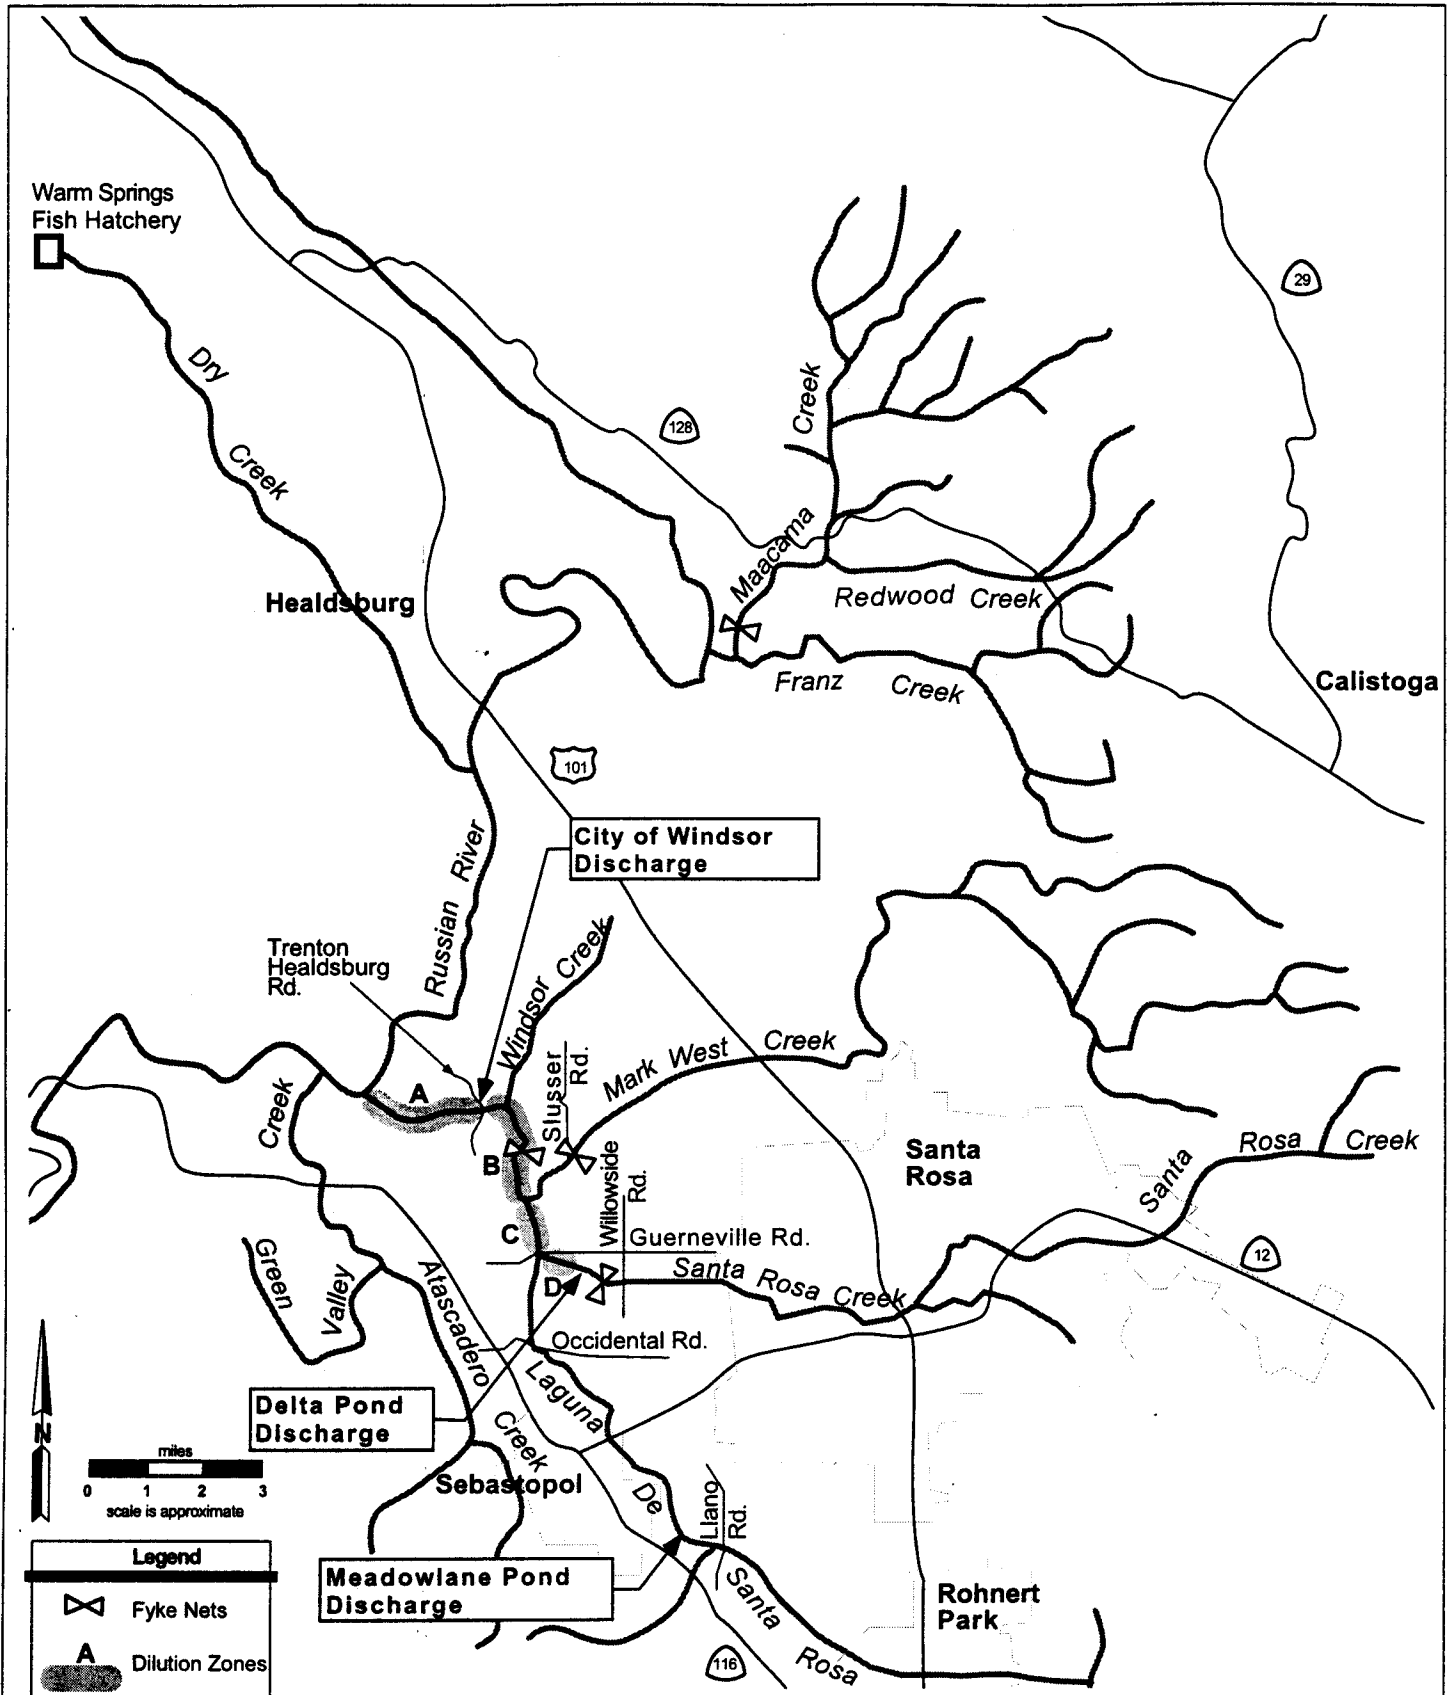 Warm Springs
Fish Hatchery
29
Dry
Creek
128
Creek
Maacama
Healdsburg
Redwood Creek
Franz Creek
Calistoga
101
City of Windsor
Discharge
Russian River
Trenton
Healdsburg
Rd.
Windsor Creek
Slusser
Rd.
Mark West Creek
A
Creek
B
Willowside
Rd.
Santa
Rosa
Santa Rosa Creek
C
Guerneville Rd.
12
D
Santa Rosa Creek
Green
Valley
Atascadero
Creek
Occidental Rd.
Laguna
De
Santa
Rosa
Delta Pond
Discharge
N
miles
0 1 2 3
scale is approximate
Sebastopol
Llano
Rd.
Meadowlane Pond
Discharge
Rohnert
Park
116
Legend
Fyke Nets
A
Dilution Zones